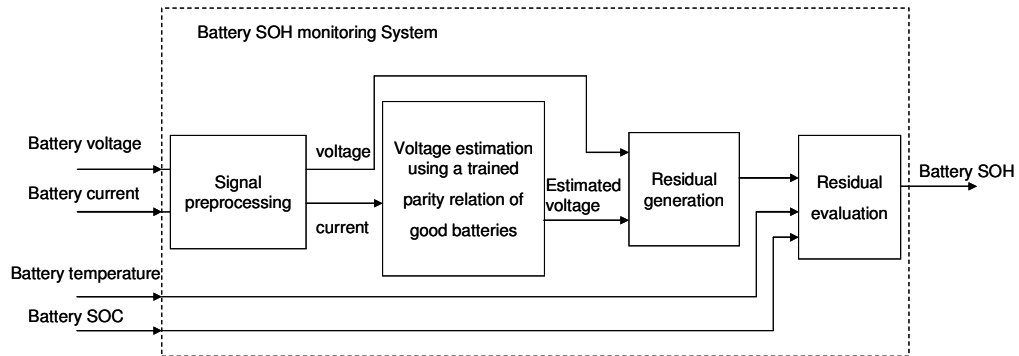 Battery SOH monitoring System
Battery voltage
Battery current
Battery temperature
Battery SOC
Signal
preprocessing
voltage
current
Voltage estimation
using a trained
parity relation of
good batteries
Estimated
voltage
Residual
generation
Residual
evaluation
Battery SOH